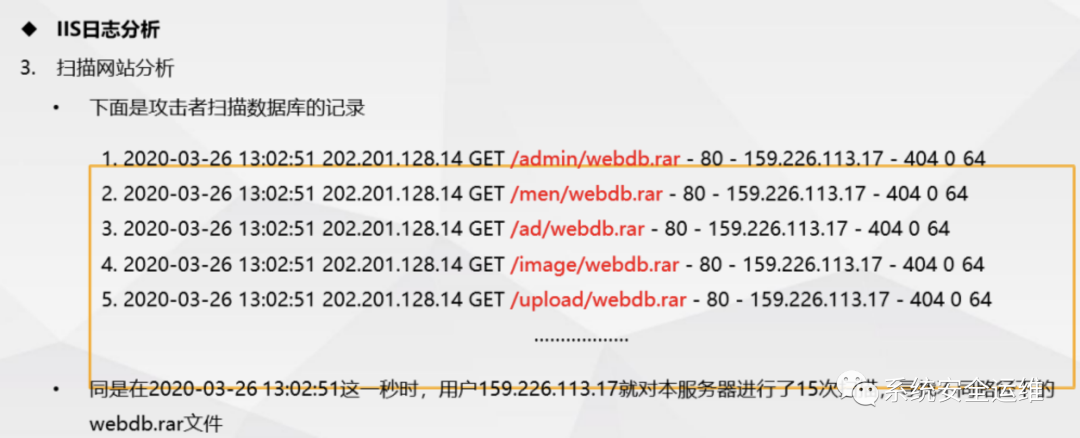 ◆ IIS日志分析
3. 扫描网站分析
• 下面是攻击者扫描数据库的记录
1. 2020-03-26 13:02:51 202.201.128.14 GET /admin/webdb.rar - 80 - 159.226.113.17 - 404 0 64
2. 2020-03-26 13:02:51 202.201.128.14 GET /men/webdb.rar - 80 - 159.226.113.17 - 404 0 64
3. 2020-03-26 13:02:51 202.201.128.14 GET /ad/webdb.rar - 80 - 159.226.113.17 - 404 0 64
4. 2020-03-26 13:02:51 202.201.128.14 GET /image/webdb.rar - 80 - 159.226.113.17 - 404 0 64
5. 2020-03-26 13:02:51 202.201.128.14 GET /upload/webdb.rar - 80 - 159.226.113.17 - 404 0 64
...................
• 同是在2020-03-26 13:02:51这一秒时，用户159.226.113.17就对本服务器进行了15次 的
系统安全运维
webdb.rar文件